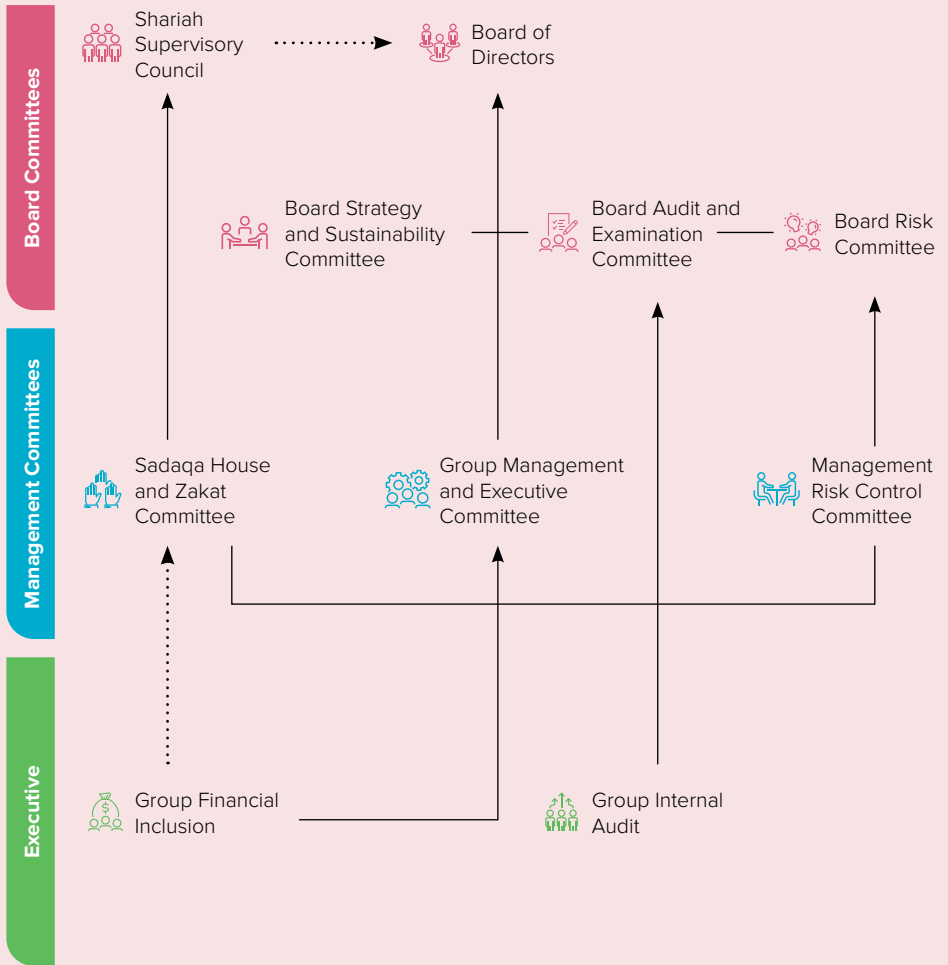 Board Committees
Shariah
Supervisory
Council
Board of
Directors
Board Strategy
and Sustainability
Committee
Board Audit and
Examination
Committee
Board Risk
Committee
Management Committees
Sadaqa House
and Zakat
Committee
Group Management
and Executive
Committee
Management
Risk Control
Committee
Executive
$
Group Financial
Inclusion
Group Internal
Audit